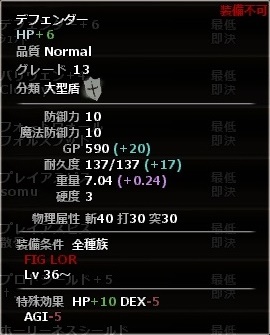 装備不可
デフェンダー
HP+6
品質 Normal
グレード 13
分類 大型盾
防御力 10
魔法防御力 10
GP 590 (+20)
耐久度 137/137 (+17)
重量 7.04 (+0.24)
硬度 3
物理属性 斬40 打30 突30
装備条件 全種族
FIG LOR
Lv 36～
特殊効果 HP+10 DEX-5
AGI-5